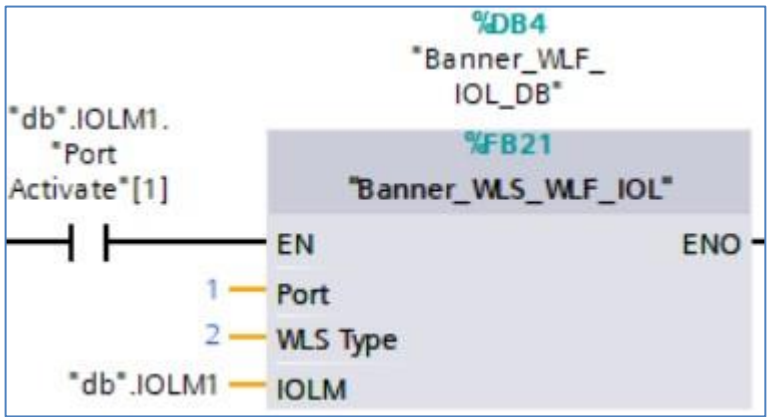 %DB4
"Banner_WLF_
IOL_DB"
"db".IOLM1.
"Port
Activate"[1]
%FB21
"Banner_WLS_WLF_IOL"
EN
ENO
1
Port
2
WLS Type
"db".IOLM1
IOLM